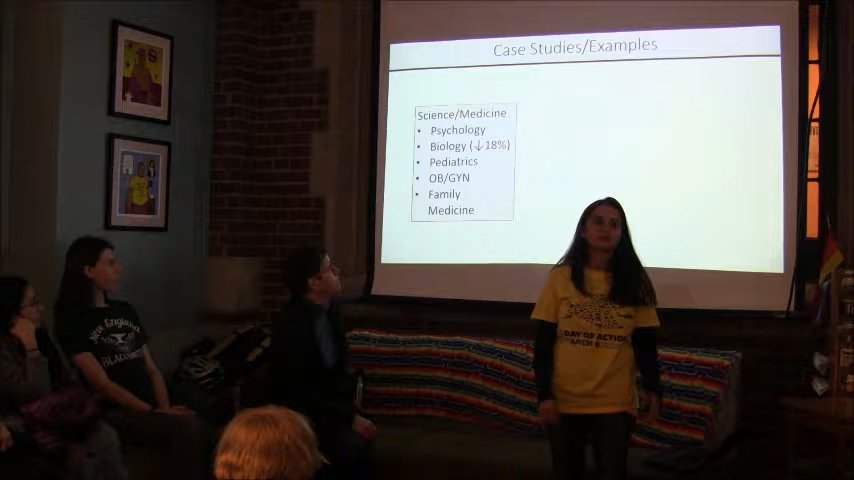 Case Studies/Examples
Science/Medicine
• Psychology
• Biology (↓18%)
• Pediatrics
• OB/GYN
• Family
Medicine
New England
DAY OF ACTION